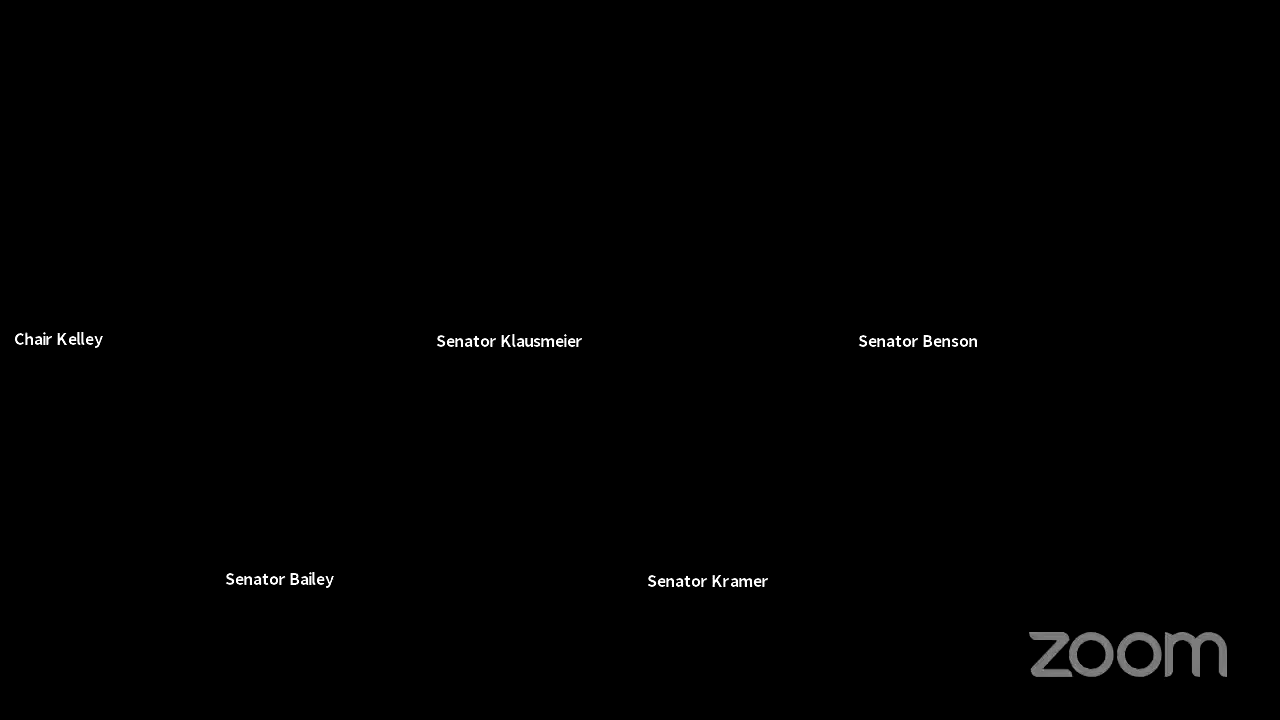 Chair Kelley
Senator Klausmeier
Senator Benson
Senator Bailey
Senator Kramer
zoom